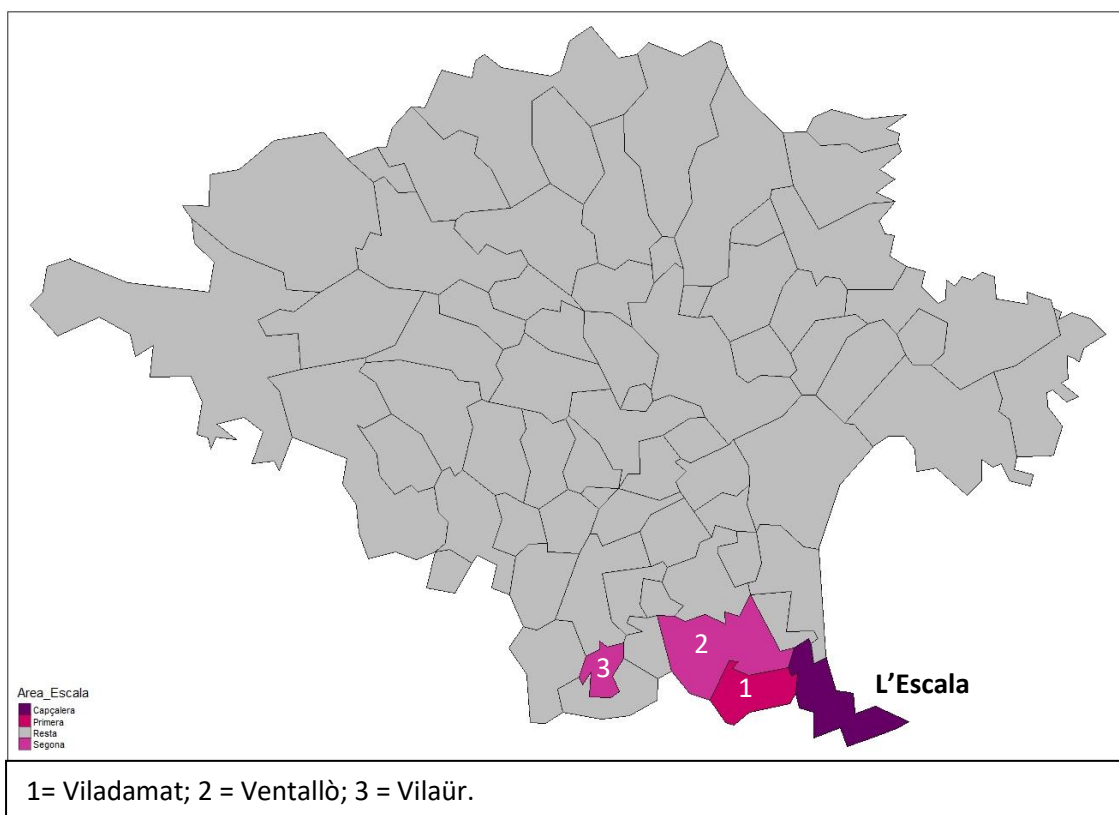 2
3
1
L’Escala
Area_Escala
Capçalera
Primera
Resta
Segona
1= Viladamat; 2 = Ventallò; 3 = Vilaür.